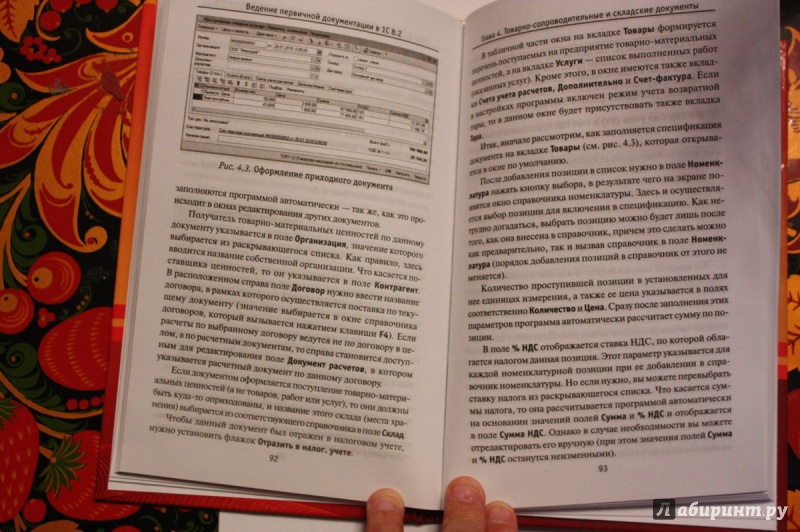 Ведение первичной документации в 1С 8.2
Рис. 4.3. Оформление приходного документа
заполняются программой автоматически — так же, как это про-
исходит в окнах редактирования других документов.
Получатель товарно-материальных ценностей по данному
документу указывается в поле Организация, значение которого
выбирается из раскрывающегося списка. Как правило, здесь
вводится название собственной организации. Что касается по-
ставщика ценностей, то он указывается в поле Контрагент.
В расположенном справа поле Договор нужно ввести название
договора, в рамках которого осуществляется поставка по теку-
щему документу (значение выбирается в окне справочника
договоров, который вызывается нажатием клавиши F4). Если
расчеты по выбранному договору ведутся не по договору в це-
лом, а по расчетным документам, то справа становится доступ-
ным для редактирования поле Документ расчетов, в котором
указывается расчетный документ по данному договору.
Если документом оформляется поступление товарно-матери-
альных ценностей (а не товаров, работ или услуг), то они должны
быть куда-то оприходованы, и название этого склада (места хра-
нения) выбирается из соответствующего справочника в поле Склад.
Чтобы данный документ был отражен в налоговом учете,
нужно установить флажок Отразить в налог. учете.
92
Глава 4. Товарно-сопроводительные и складские документы
В табличной части окна на вкладке Товары формируется
перечень поступаемых на предприятие товарно-материальных
ценностей, а на вкладке Услуги — список выполненных работ
(оказанных услуг). Кроме этого, в окне имеются также вклад-
ки Счета учета расчетов, Дополнительно и Счет-фактура. Если
в настройках программы включен режим учета возвратной
тары, то в данном окне будет присутствовать также вкладка
Тара.
Итак, вначале рассмотрим, как заполняется спецификация
документа на вкладке Товары (см. рис. 4.3), которая открыва-
ется в окне по умолчанию.
После добавления позиции в список нужно в поле Номенк-
латура нажать кнопку выбора, в результате чего на экране по-
явится окно справочника номенклатуры. Здесь и осуществля-
ется выбор позиции для включения в спецификацию. Как не-
трудно догадаться, выбрать позицию можно будет лишь после
того, как она внесена в справочник, причем это сделать можно
как предварительно, так и вызвав справочник в поле Номенк-
латура (порядок добавления позиций в справочник от этого не
меняется).
Количество проступившей позиции в установленных для
нее единицах измерения, а также ее цена указывается в полях
соответственно Количество и Цена. Сразу после заполнения этих
параметров программа автоматически рассчитает сумму по по-
зиции.
В поле % НДС отображается ставка НДС, по которой обла-
гается налогом данная позиция. Этот параметр указывается для
каждой номенклатурной позиции при ее добавлении в спра-
вочник номенклатуры. Но если нужно, вы можете перевыбрать
ставку налога из раскрывающегося списка. Что касается сум-
мы налога, то она рассчитывается программой автоматически
на основании значений полей Сумма и % НДС и отображается
в поле Сумма НДС. Однако в случае необходимости вы можете
отредактировать его вручную (при этом значения полей Сумма
и % НДС останутся неизменными).
93
Лабиринт.ру